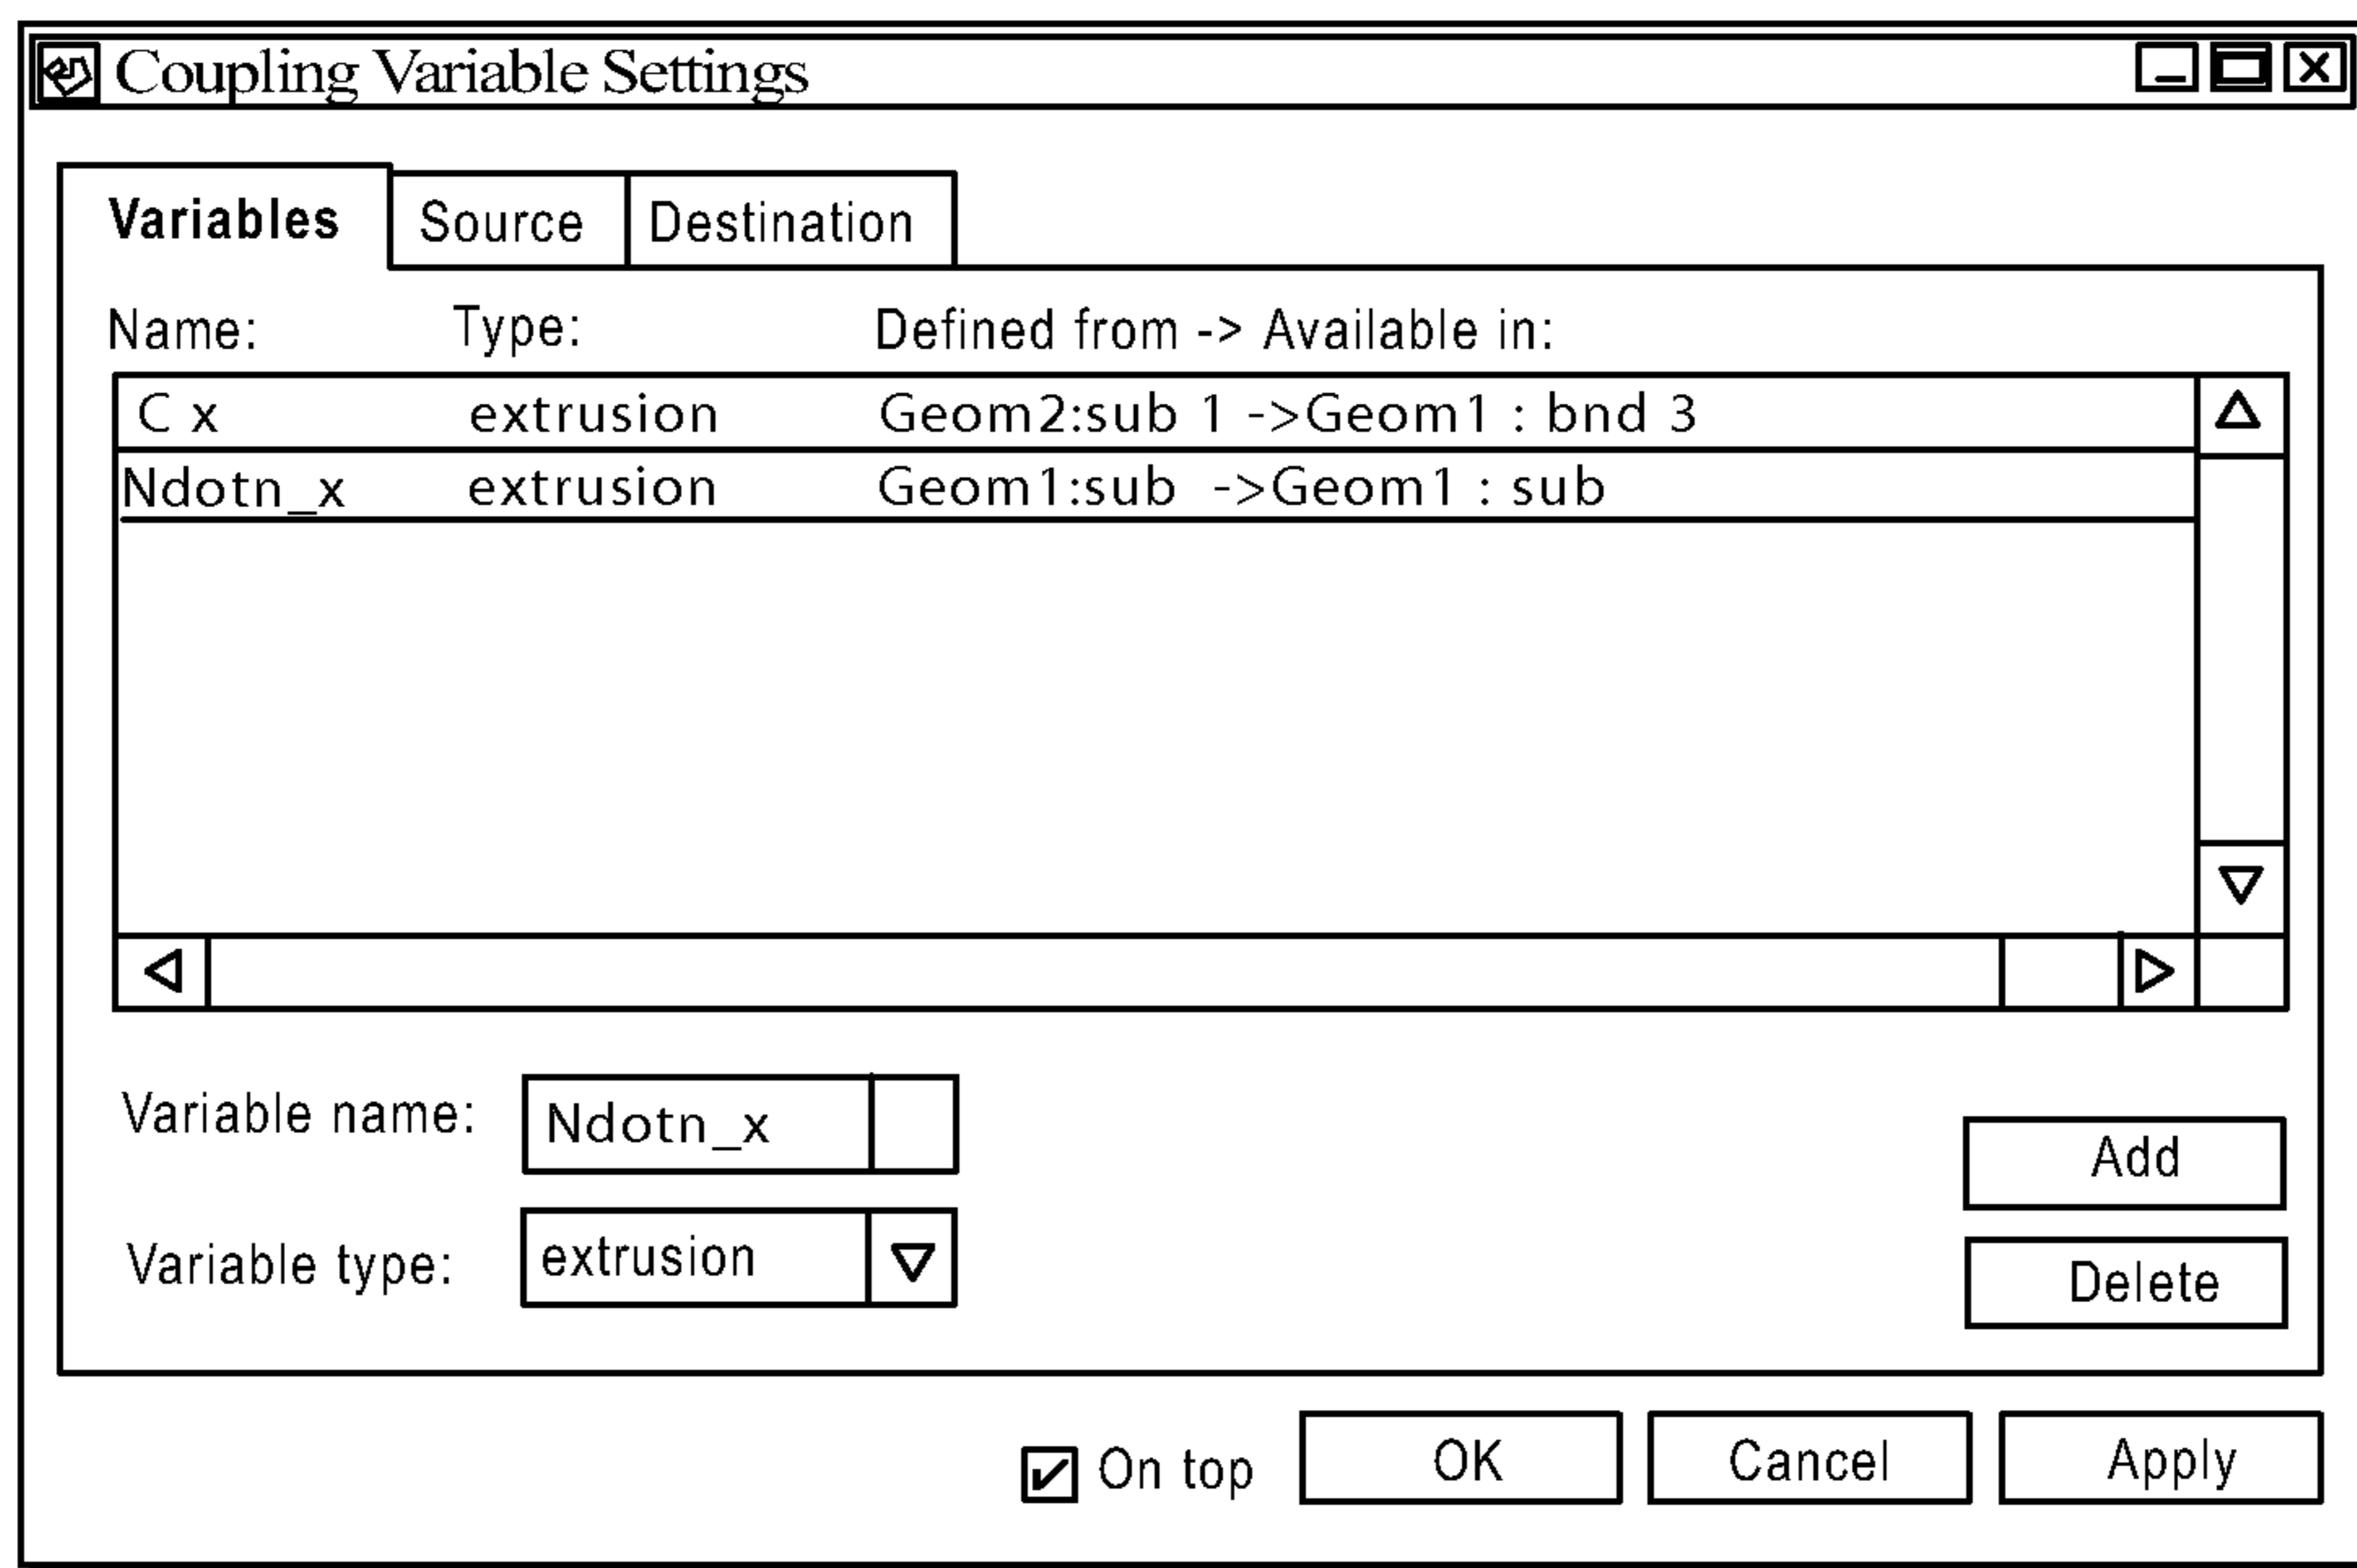 Coupling Variable Settings
Variables Source Destination
Name: Type: Defined from -> Available in:
C x extrusion Geom2:sub 1 ->Geom1 : bnd 3
Ndotn_x extrusion Geom1:sub ->Geom1 : sub
Variable name: Ndotn_x
Add
Variable type: extrusion
Delete
On top OK Cancel Apply